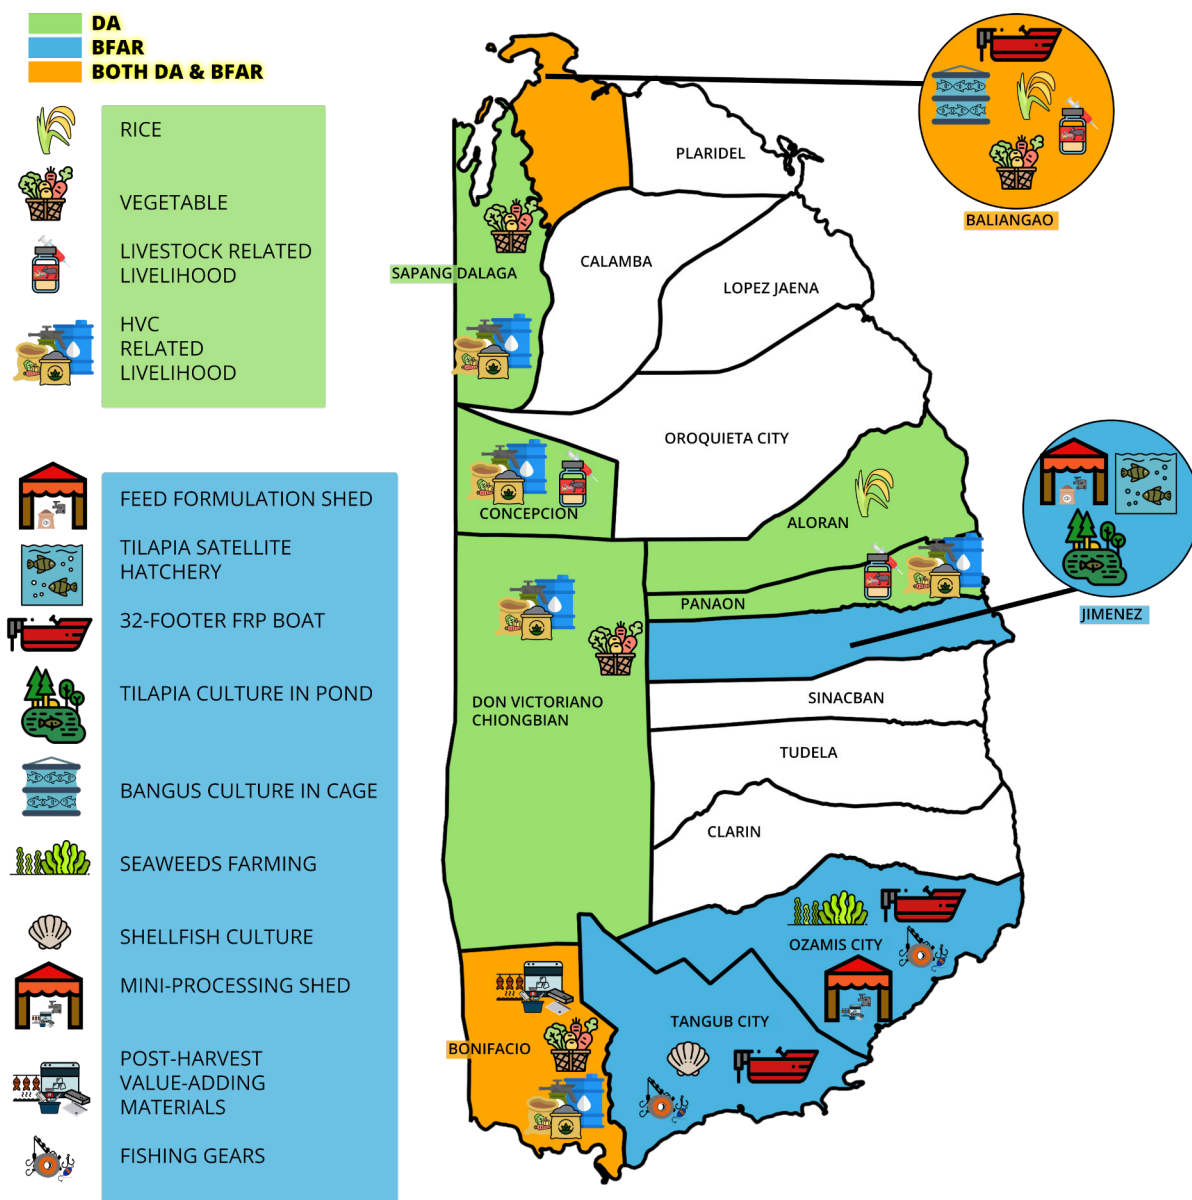 DA
BFAR
BOTH DA & BFAR
RICE
VEGETABLE
LIVESTOCK RELATED
LIVELIHOOD
HVC
RELATED
LIVELIHOOD
FEED FORMULATION SHED
TILAPIA SATELLITE
HATCHERY
32-FOOTER FRP BOAT
TILAPIA CULTURE IN POND
BANGUS CULTURE IN CAGE
SEAWEEDS FARMING
SHELLFISH CULTURE
MINI-PROCESSING SHED
POST-HARVEST
VALUE-ADDING
MATERIALS
FISHING GEARS
PLARIDEL
BALIANGAO
SAPANG DALAGA
CALAMBA
LOPEZ JAENA
OROQUIETA CITY
CONCEPCION
ALORAN
PANAON
JIMENEZ
DON VICTORIANO
CHIONGBIAN
SINACBAN
TUDELA
CLARIN
OZAMIS CITY
TANGUB CITY
BONIFACIO